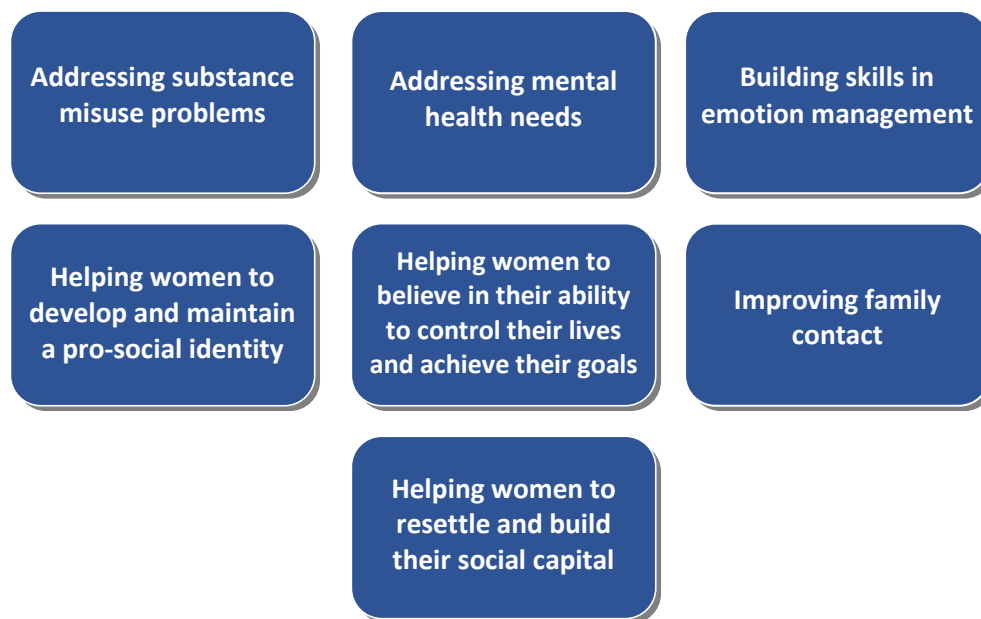 Addressing substance
misuse problems
Addressing mental
health needs
Building skills in
emotion management
Helping women to
develop and maintain
a pro-social identity
Helping women to
believe in their ability
to control their lives
and achieve their goals
Improving family
contact
Helping women to
resettle and build
their social capital